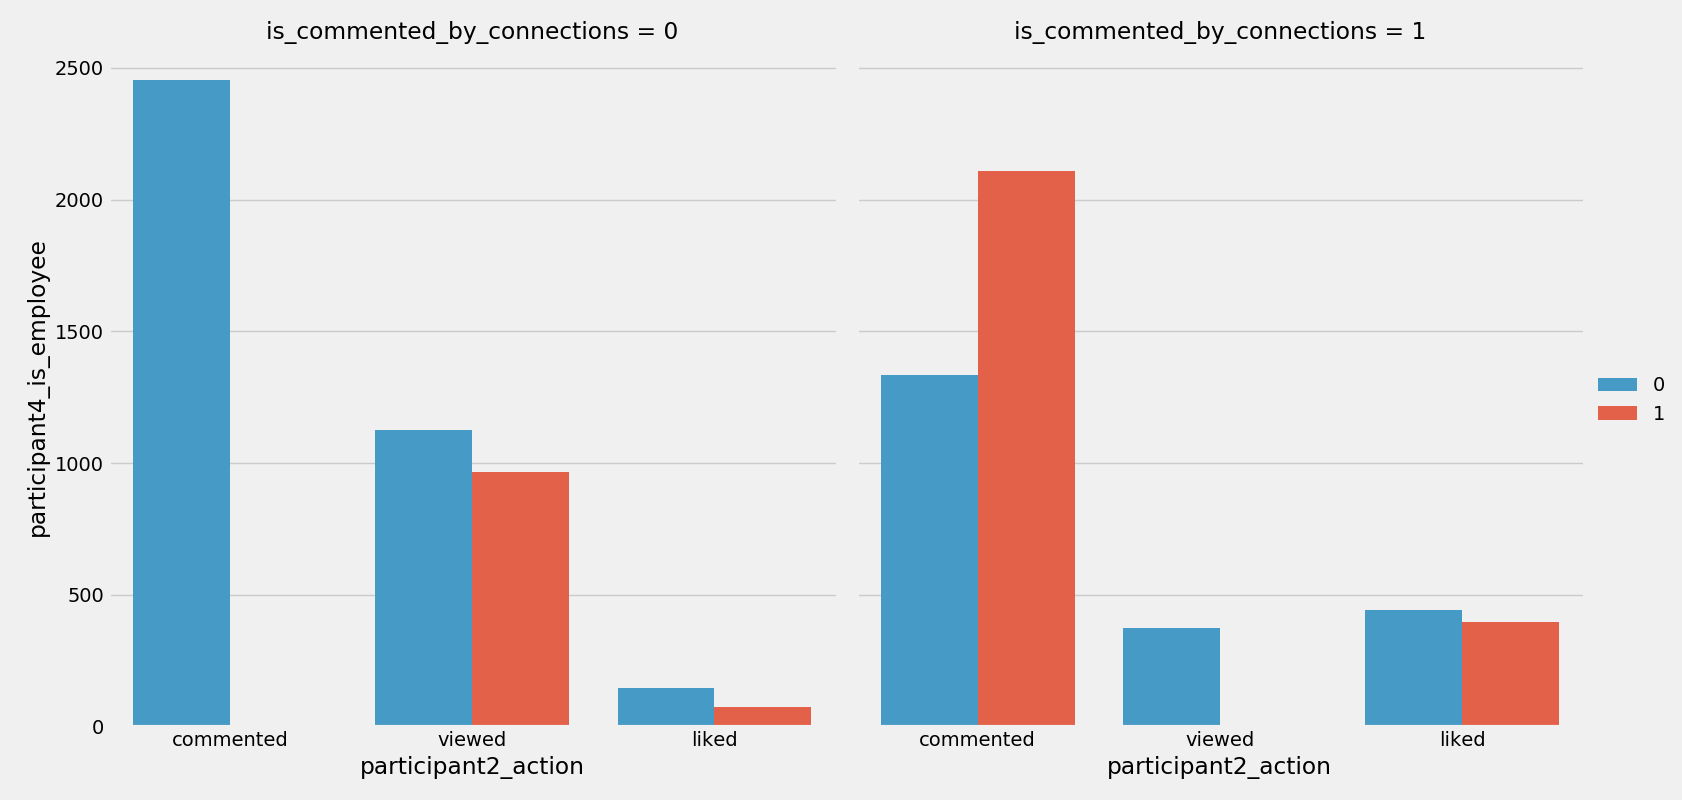 is_commented_by_connections = 0
is_commented_by_connections = 1
participant4_is_employee
2500
2000
1500
1000
500
0
commented viewed liked
commented viewed liked
participant2_action
participant2_action
0
1